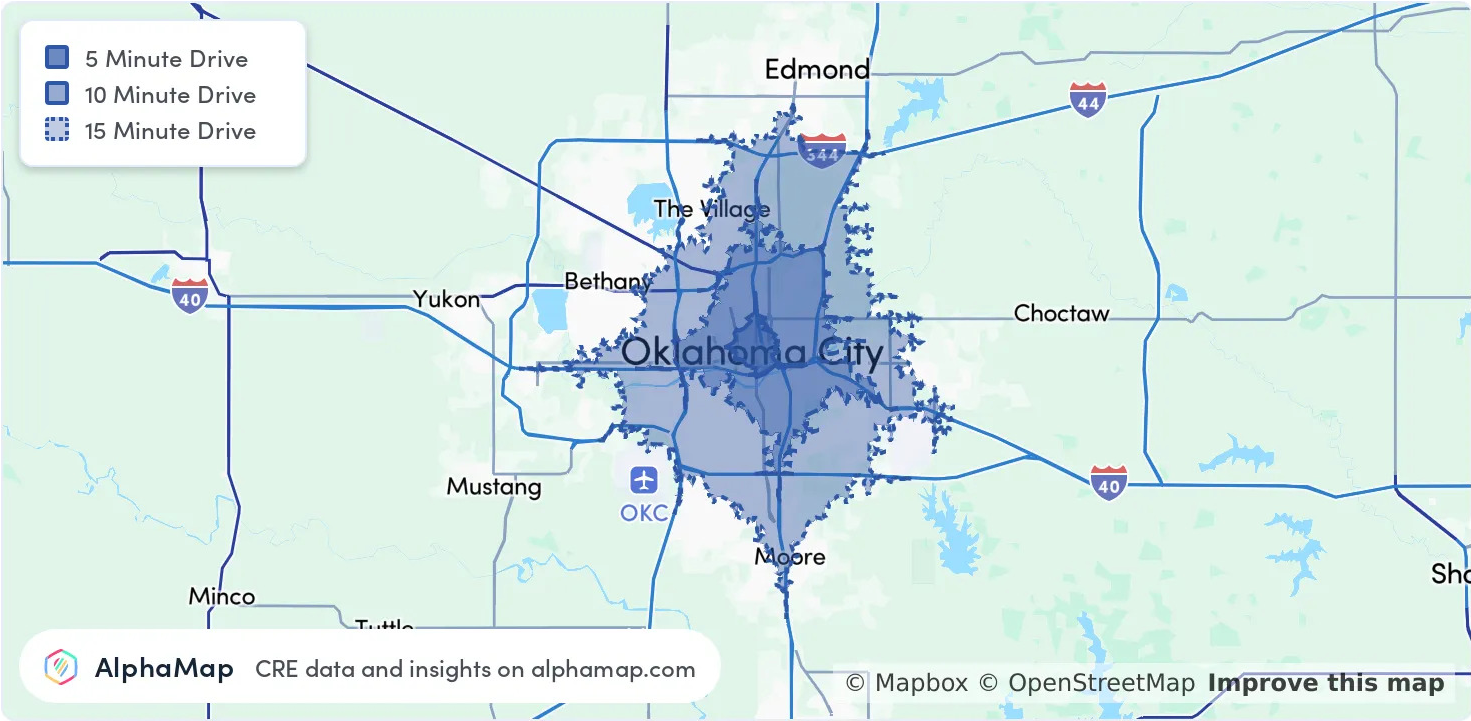 5 Minute Drive
10 Minute Drive
15 Minute Drive
Edmond
44
344
The Village
Bethany
40
Yukon
Choctaw
Oklahoma City
Mustang
40
OKC
Moore
Sho
Minco
Tuttle
AlphaMap CRE data and insights on alphamap.com
© Mapbox © OpenStreetMap Improve this map